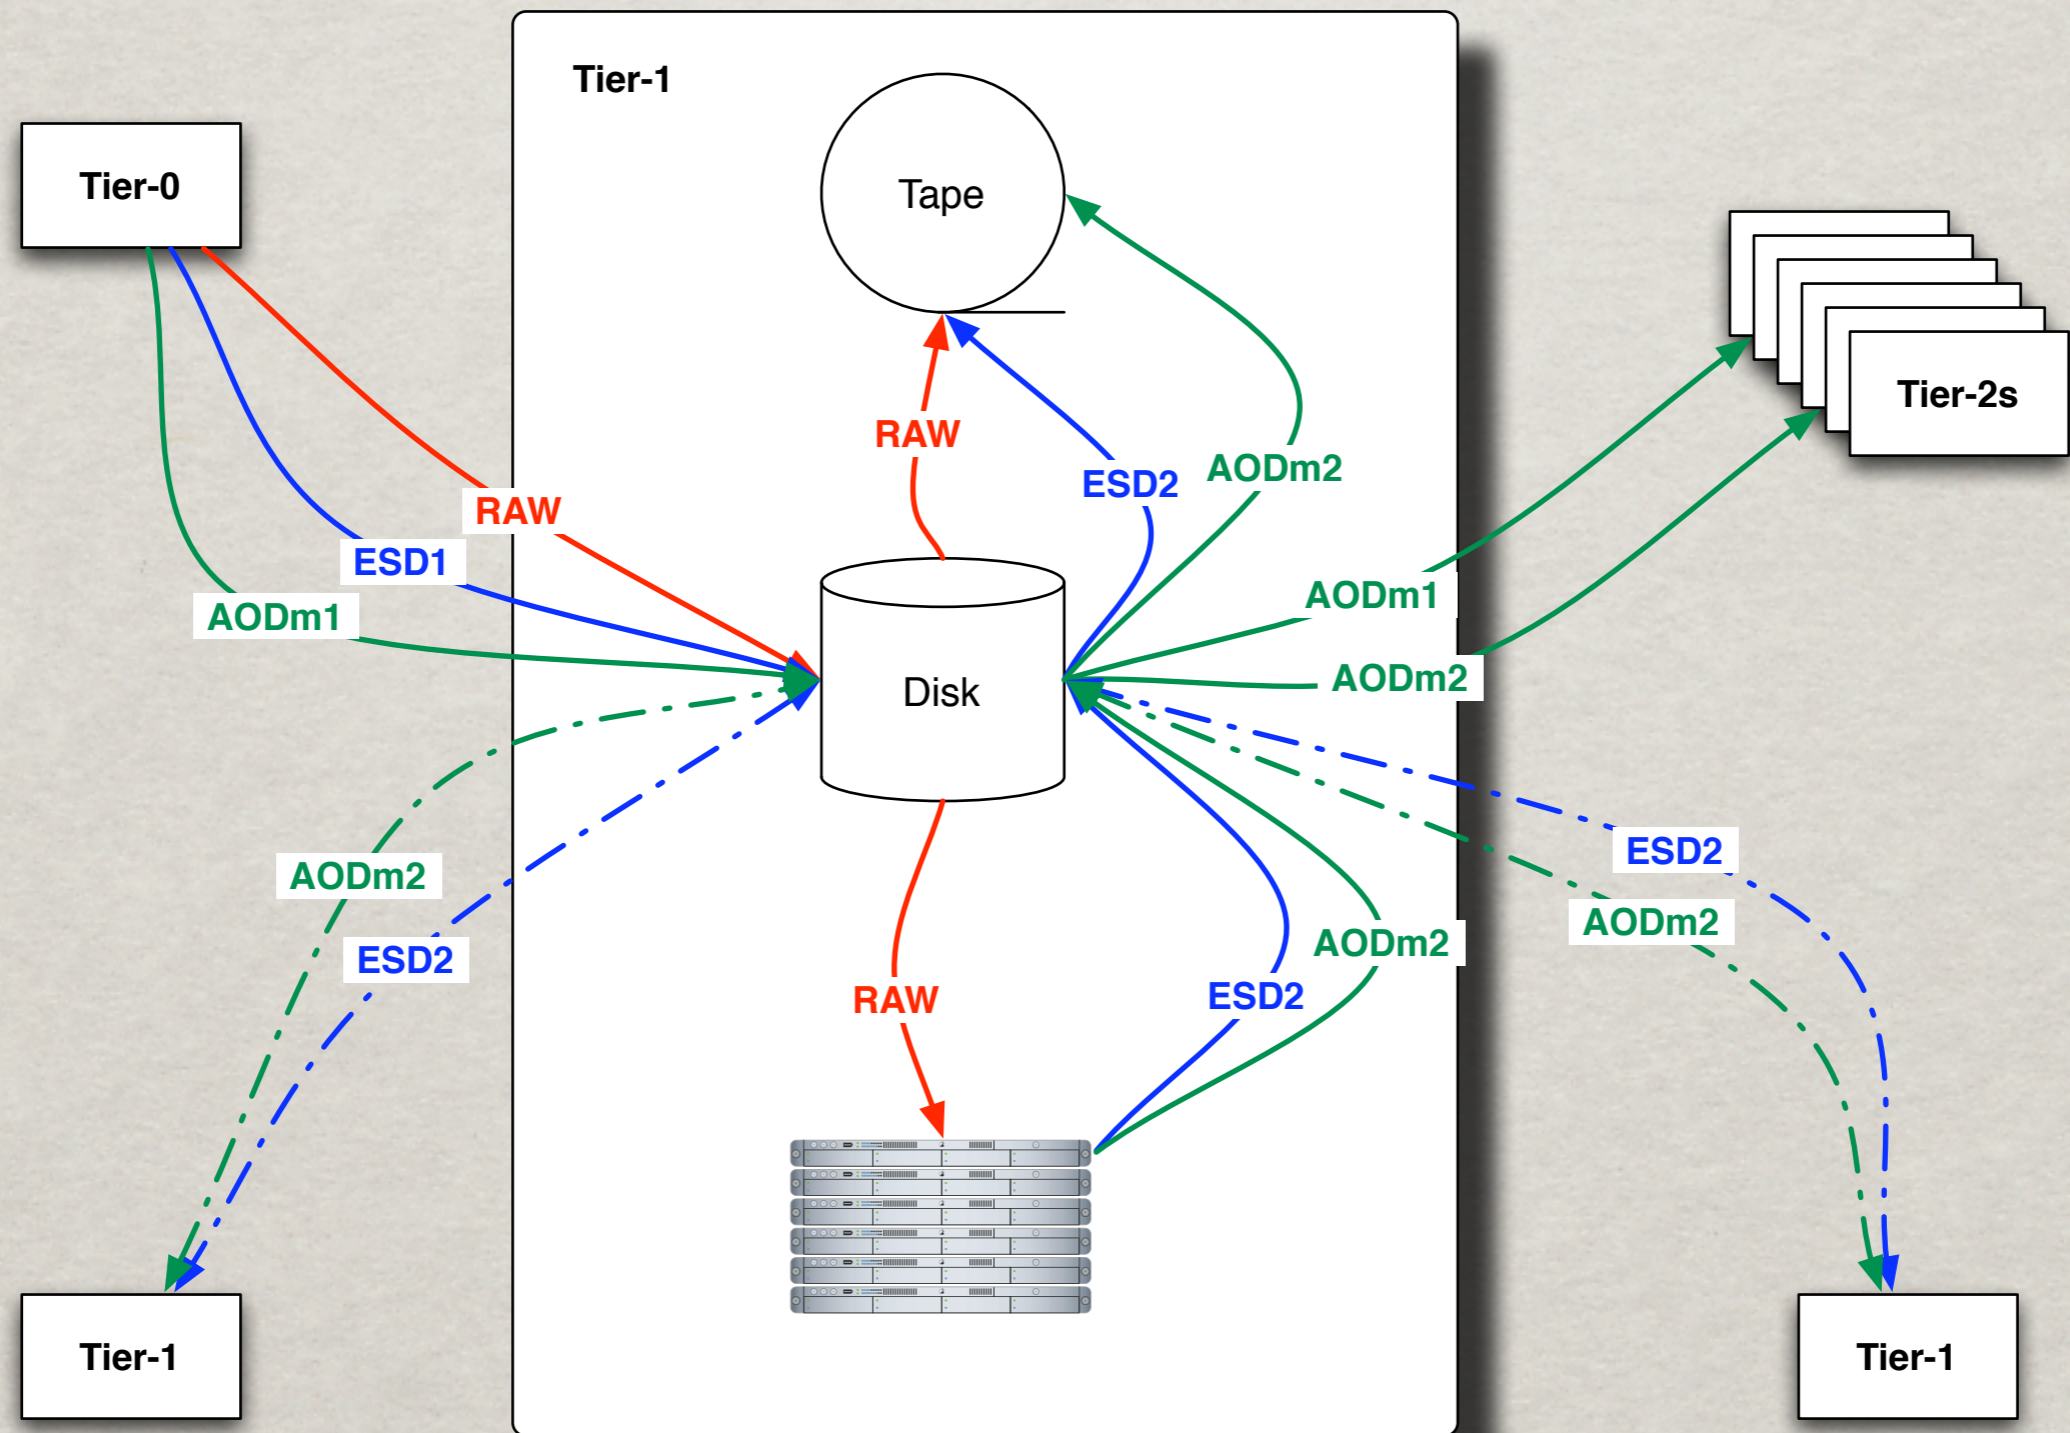 Tier-1
Tier-0
Tape
Tier-2s
RAW
ESD2
AODm2
RAW
ESD1
AODm1
AODm1
AODm2
Disk
AODm2
ESD2
ESD2
AODm2
AODm2
ESD2
RAW
Tier-1
Tier-1